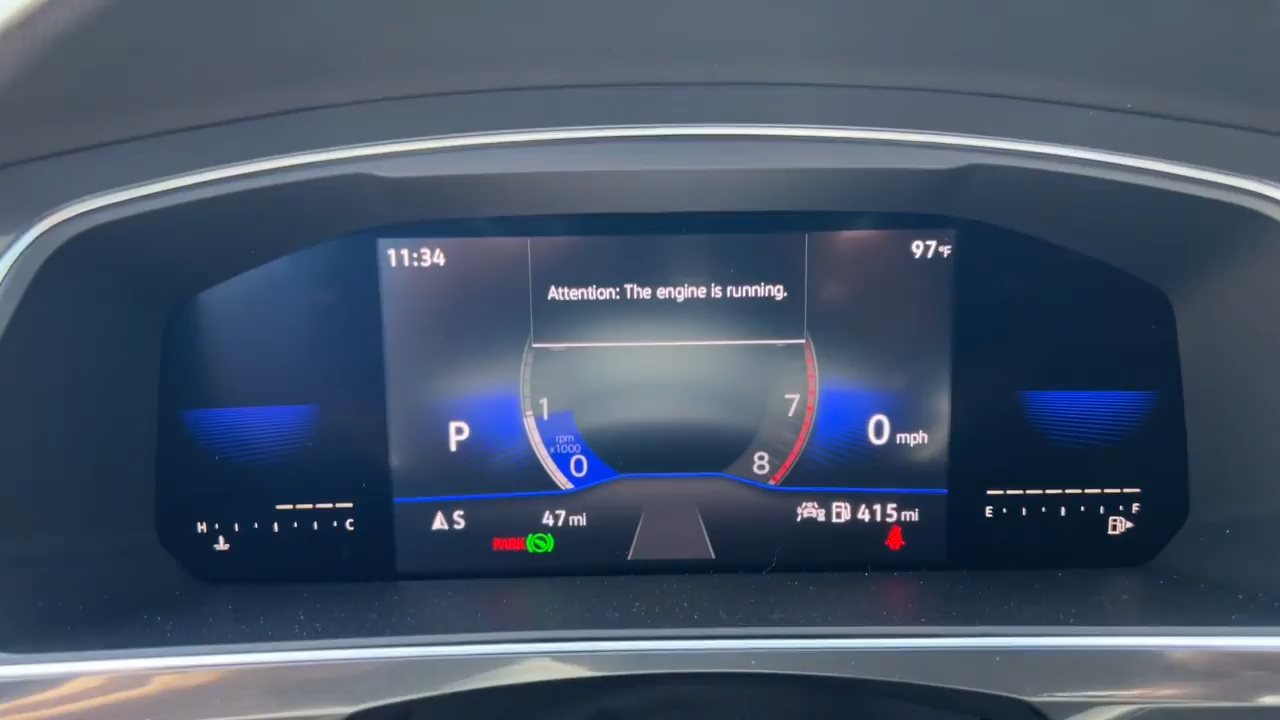 11:34
97°F
Attention: The engine is running.
1
7
P
0 mph
rpm
x1000
0
8
H
C
S
47 mi
415 mi
E
F
PARK